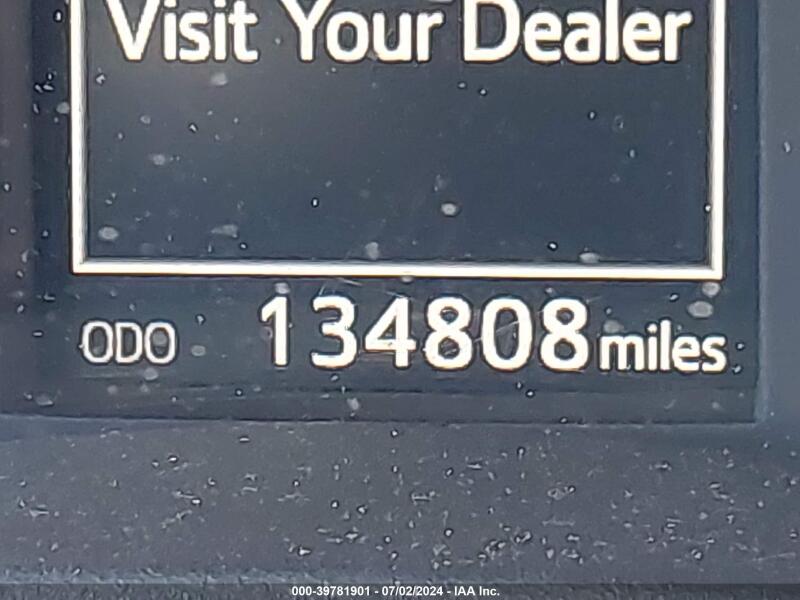 Visit Your Dealer
ODO 134808 miles
000-39781901 - 07/02/2024 - IAA Inc.